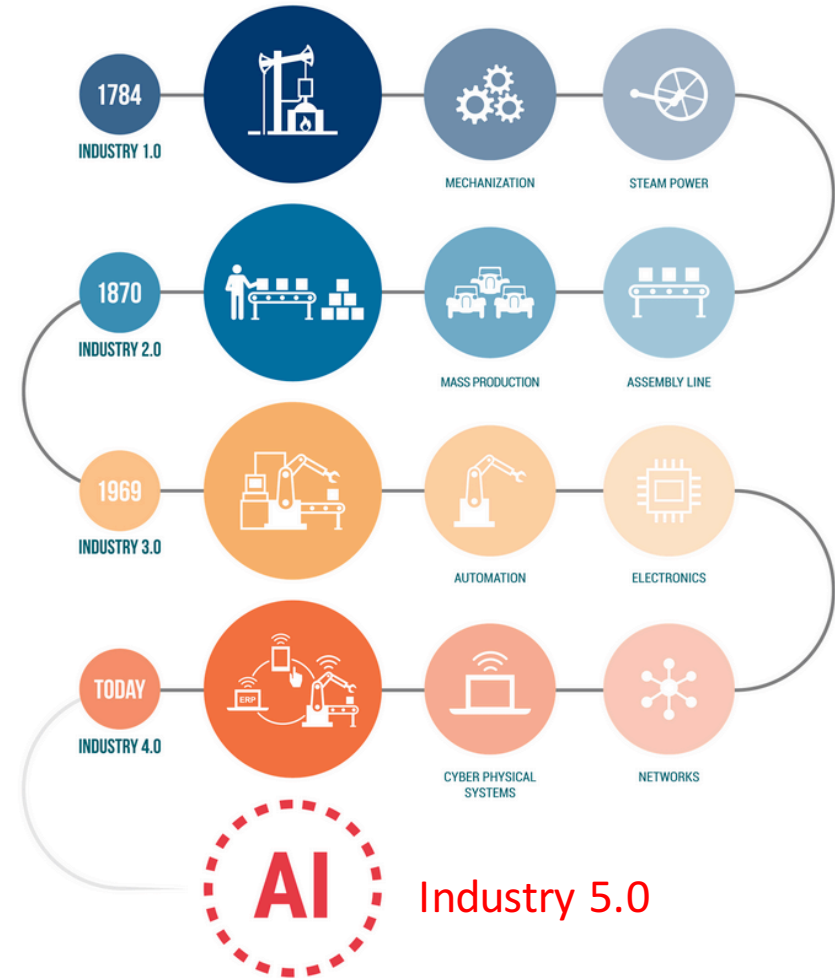 1784
INDUSTRY 1.0
MECHANIZATION
STEAM POWER
1870
INDUSTRY 2.0
MASS PRODUCTION
ASSEMBLY LINE
1969
INDUSTRY 3.0
AUTOMATION
ELECTRONICS
TODAY
INDUSTRY 4.0
ERP
CYBER PHYSICAL
SYSTEMS
NETWORKS
AI
Industry 5.0